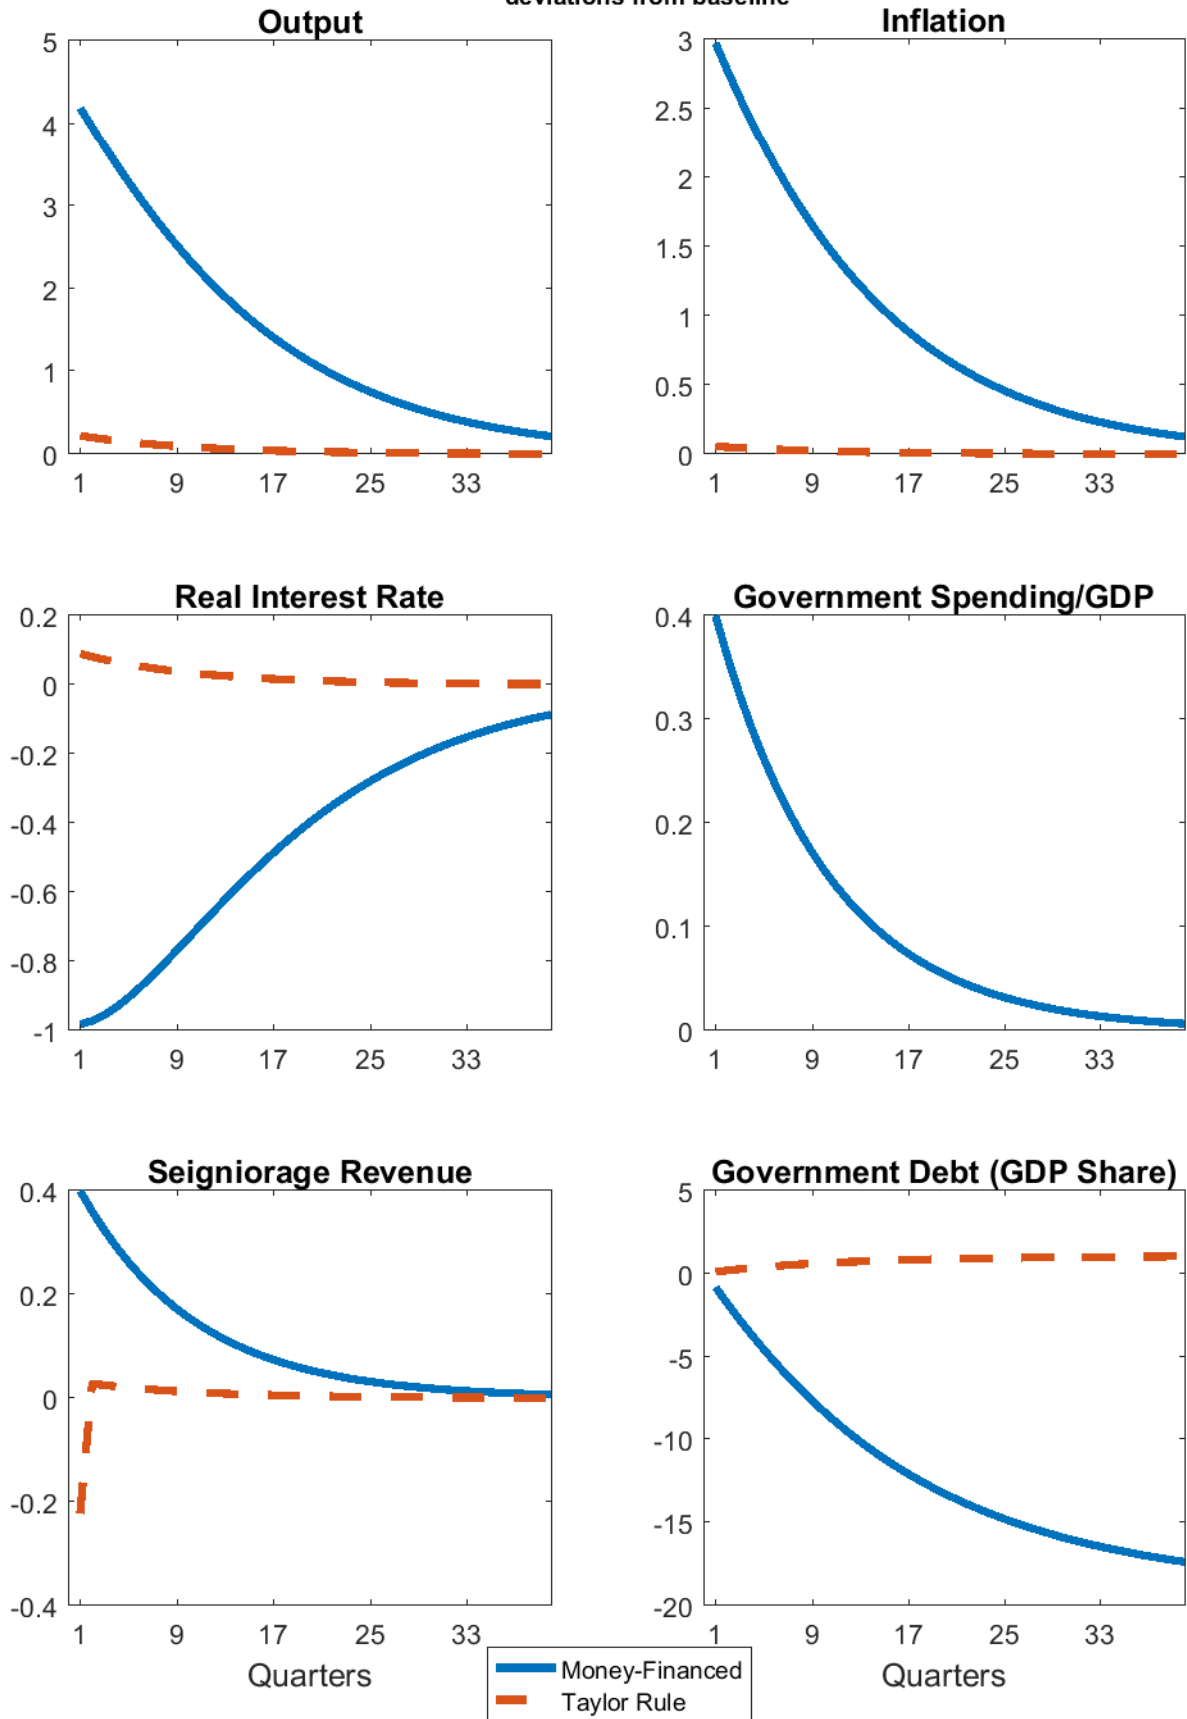 deviations from baseline
Output
Inflation
5
4
3
2
1
0
1 9 17 25 33
3
2.5
2
1.5
1
0.5
0
1 9 17 25 33
Real Interest Rate
Government Spending/GDP
0.2
0
-0.2
-0.4
-0.6
-0.8
-1
1 9 17 25 33
0.4
0.3
0.2
0.1
0
1 9 17 25 33
Seigniorage Revenue
Government Debt (GDP Share)
0.4
0.2
0
-0.2
-0.4
1 9 17 25 33
Quarters
5
0
-5
-10
-15
-20
1 9 17 25 33
Quarters
Money-Financed
Taylor Rule